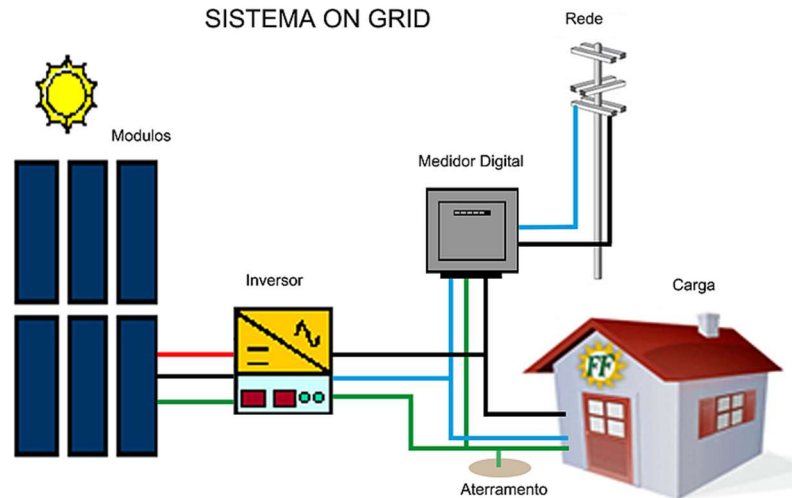 SISTEMA ON GRID
Rede
Modulos
Medidor Digital
Inversor
Carga
FF
Aterramento